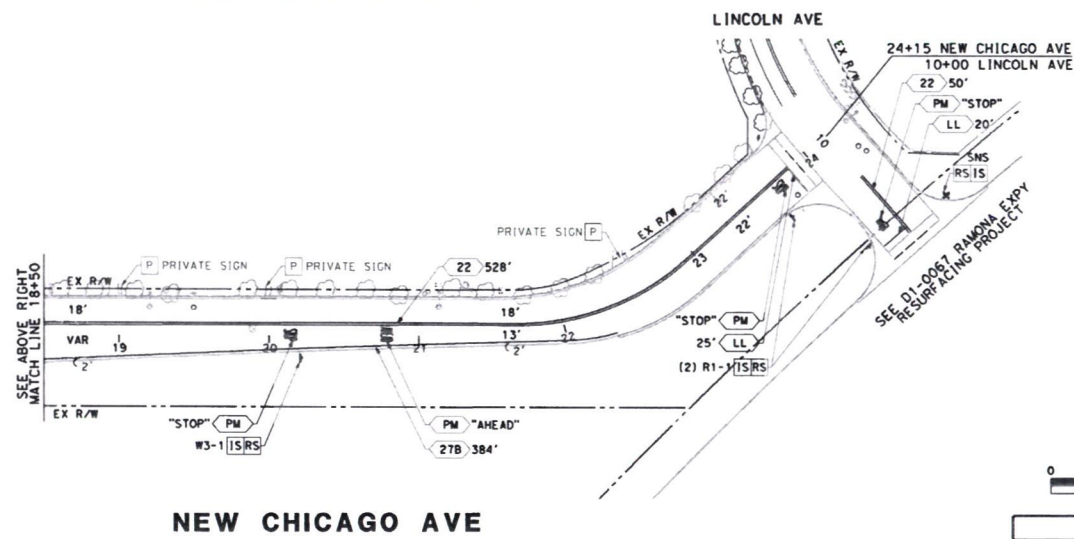 LINCOLN AVE
EX R/W
24+15 NEW CHICAGO AVE
10+00 LINCOLN AVE
22 50'
PM "STOP"
LL 20'
SNS
RS IS
10
24
22'
22'
EX R/W
PRIVATE SIGN P
23
SEE D1-0067 RAMONA EXPY
RESURFACING PROJECT
P PRIVATE SIGN
P PRIVATE SIGN
22 528'
EX R/W
18'
18'
SEE ABOVE RIGHT
MATCH LINE 18+50
VAR
19
20
21
13'
22
2'
2'
"STOP" PM
25' LL
(2) R1-1 IS RS
EX R/W
"STOP" PM
W3-1 IS RS
PM "AHEAD"
27B 384'
0
NEW CHICAGO AVE